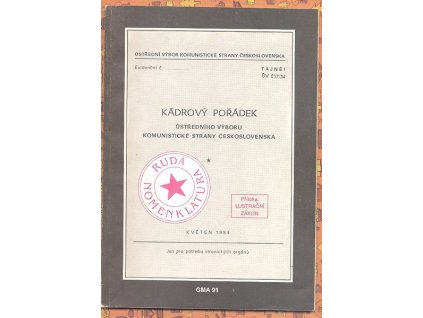 ÚSTŘEDNÍ VÝBOR KOMUNISTICKÉ STRANY ČESKOSLOVENSKA
Evidenční č.
TAJNÉ!
KÁDROVÝ POŘÁDEK
ÚSTŘEDNÍHO VÝBORU
KOMUNISTICKÉ STRANY ČESKOSLOVENSKA
RUDÁ
NOMENKLATURA
Příloha:
LUSTRAČNÍ
ZÁKON
KVĚTEN 1984
Jen pro potřebu stranických orgánů
GMA 91